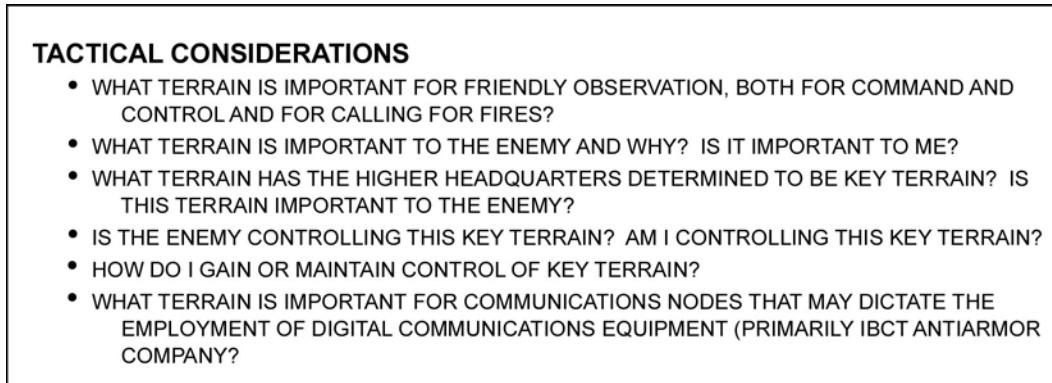 TACTICAL CONSIDERATIONS
• WHAT TERRAIN IS IMPORTANT FOR FRIENDLY OBSERVATION, BOTH FOR COMMAND AND
CONTROL AND FOR CALLING FOR FIRES?
• WHAT TERRAIN IS IMPORTANT TO THE ENEMY AND WHY? IS IT IMPORTANT TO ME?
• WHAT TERRAIN HAS THE HIGHER HEADQUARTERS DETERMINED TO BE KEY TERRAIN? IS
THIS TERRAIN IMPORTANT TO THE ENEMY?
• IS THE ENEMY CONTROLLING THIS KEY TERRAIN? AM I CONTROLLING THIS KEY TERRAIN?
• HOW DO I GAIN OR MAINTAIN CONTROL OF KEY TERRAIN?
• WHAT TERRAIN IS IMPORTANT FOR COMMUNICATIONS NODES THAT MAY DICTATE THE
EMPLOYMENT OF DIGITAL COMMUNICATIONS EQUIPMENT (PRIMARILY IBCT ANTIARMOR
COMPANY?